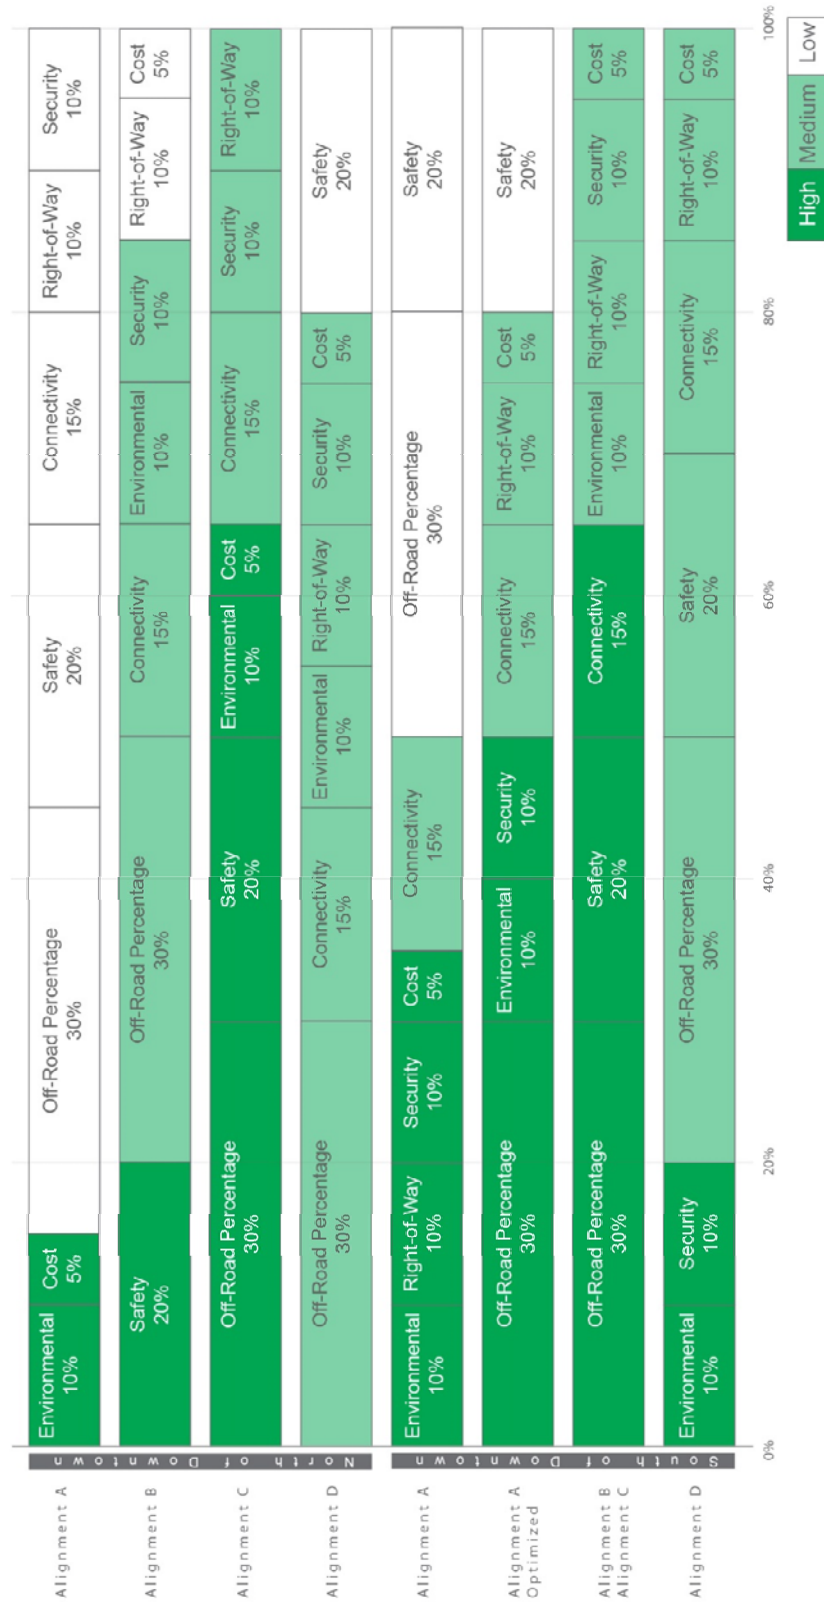 Alignment A
Environmental
10%
Cost
5%
Off-Road Percentage
30%
Safety
20%
Connectivity
15%
Right-of-Way
10%
Security
10%
Alignment B
Safety
20%
Off-Road Percentage
30%
Connectivity
15%
Environmental
10%
Security
10%
Right-of-Way
10%
Cost
5%
Alignment C
Off-Road Percentage
30%
Safety
20%
Environmental
10%
Cost
5%
Connectivity
15%
Security
10%
Right-of-Way
10%
Alignment D
Off-Road Percentage
30%
Connectivity
15%
Environmental
10%
Right-of-Way
10%
Security
10%
Cost
5%
Safety
20%
North of Downtown
Alignment A
Environmental
10%
Right-of-Way
10%
Security
10%
Cost
5%
Connectivity
15%
Off-Road Percentage
30%
Safety
20%
Alignment A
Optimized
Off-Road Percentage
30%
Environmental
10%
Security
10%
Connectivity
15%
Right-of-Way
10%
Cost
5%
Safety
20%
Alignment B
Alignment C
Off-Road Percentage
30%
Safety
20%
Connectivity
15%
Environmental
10%
Right-of-Way
10%
Security
10%
Cost
5%
Alignment D
Environmental
10%
Security
10%
Off-Road Percentage
30%
Safety
20%
Connectivity
15%
Right-of-Way
10%
Cost
5%
South of Downtown
0%
20%
40%
60%
80%
100%
High
Medium
Low